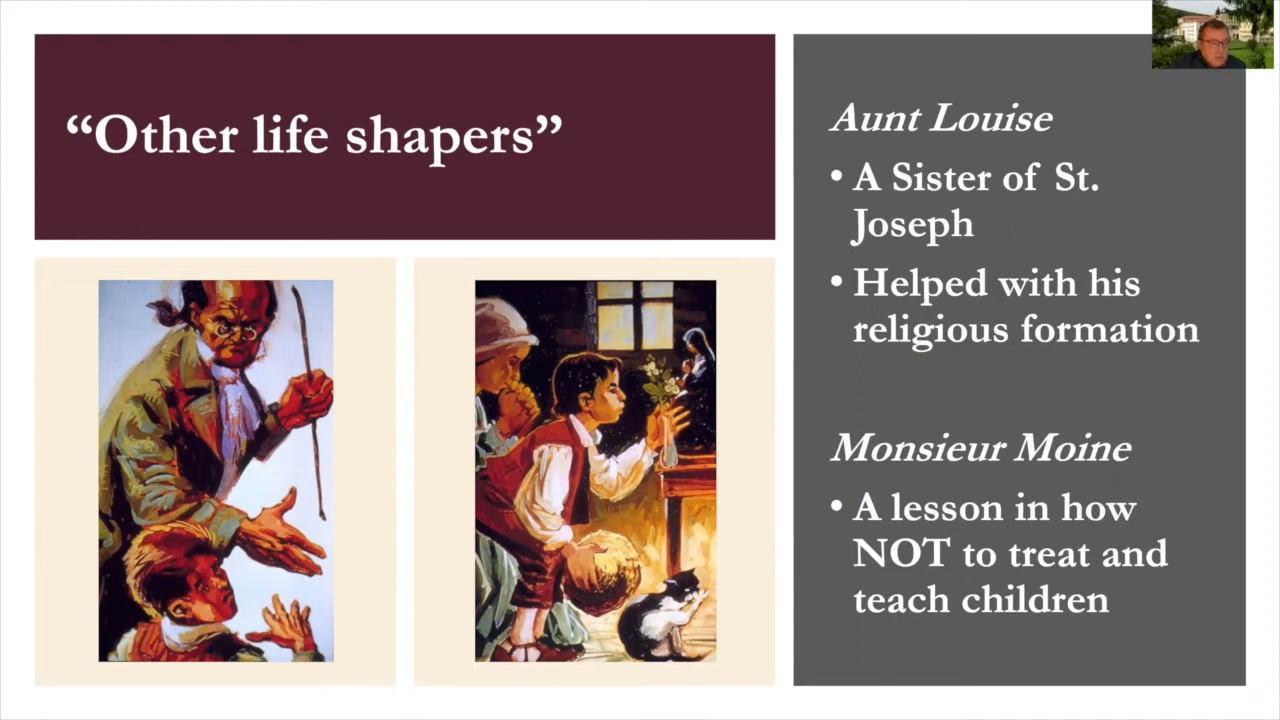 “Other life shapers”
Aunt Louise
• A Sister of St.
Joseph
• Helped with his
religious formation
Monsieur Moine
• A lesson in how
NOT to treat and
teach children